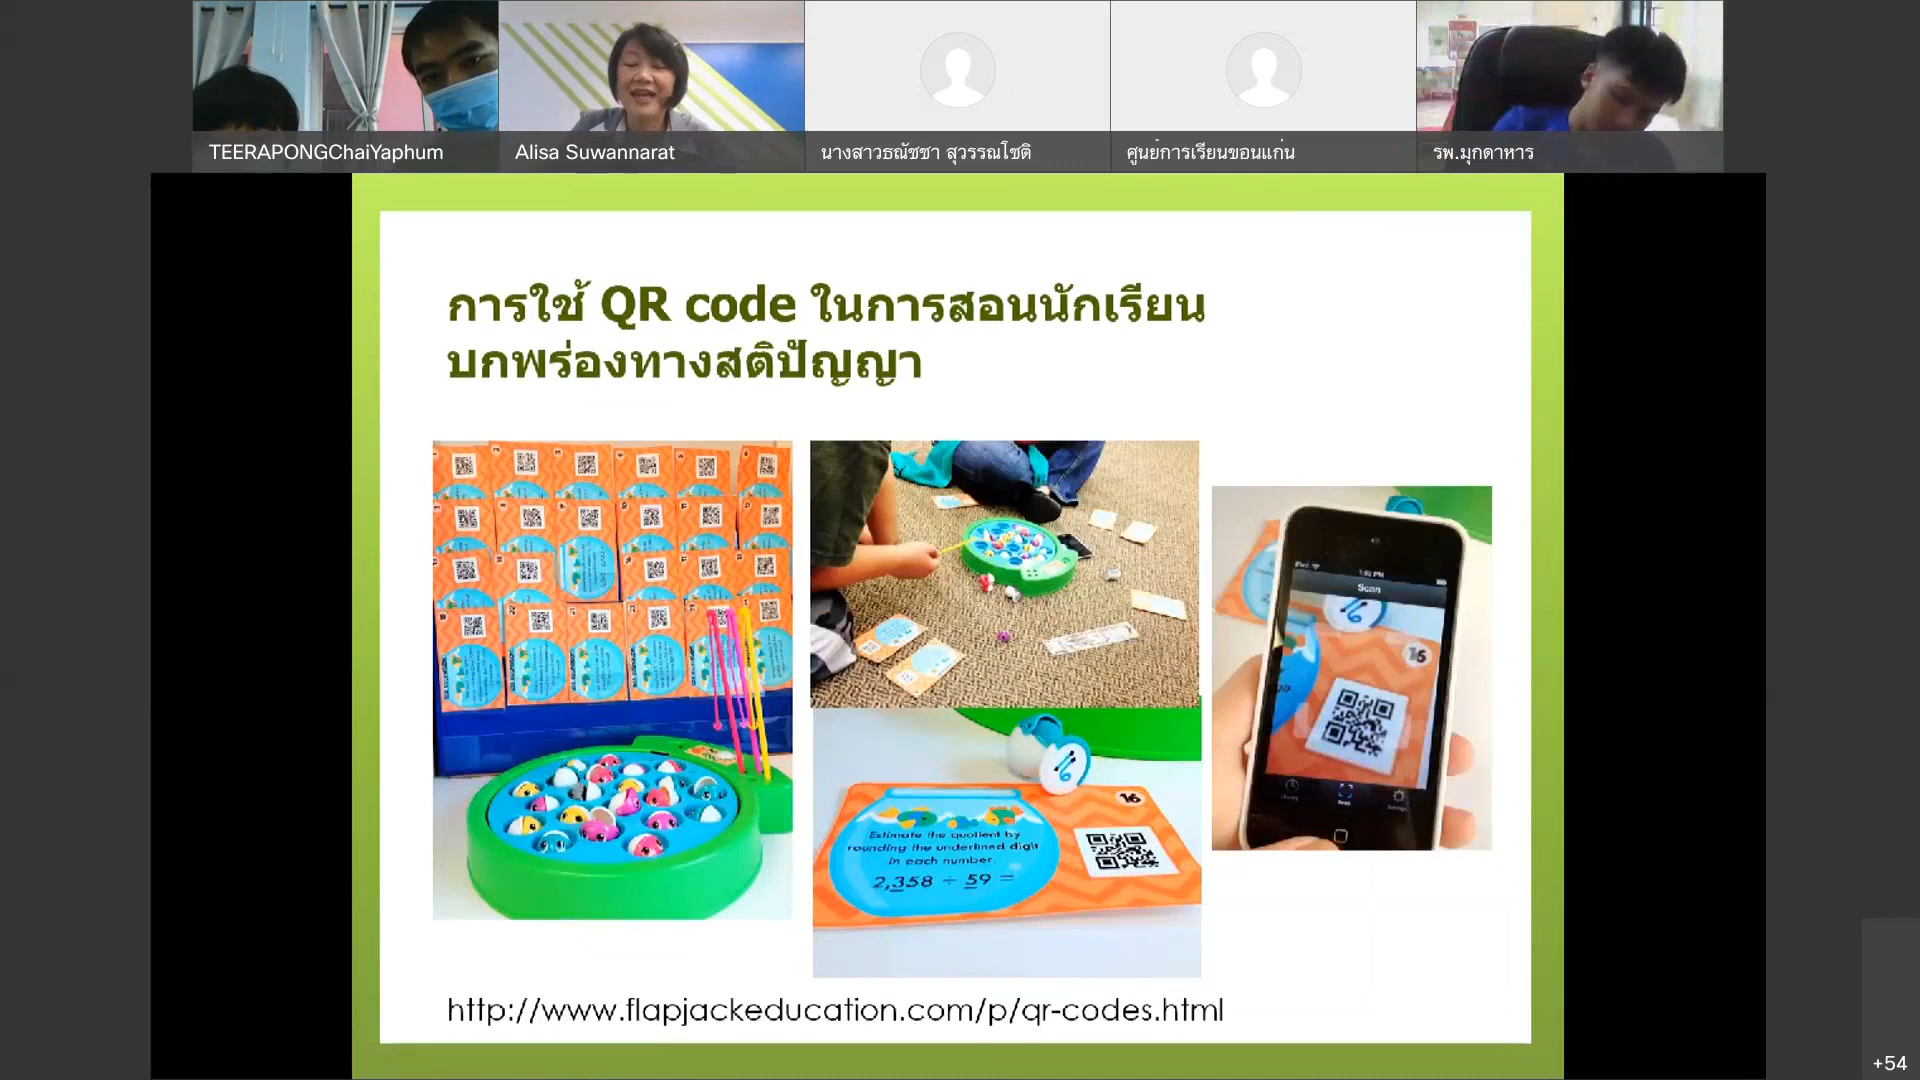 TEERAPONGChaiYaphum
Alisa Suwannarat
นางสาวธณัชชา สุวรรณโชติ
ศูนย์การเรียนขอนแก่น
รพ.มุกดาหาร
การใช้ QR code ในการสอนนักเรียน
บกพร่องทางสติปัญญา
Scan
16
16
Estimate the quotient by
rounding the underlined digit
in each number.
2,358 ÷ 59 =
http://www.flapjackeducation.com/p/qr-codes.html
+54